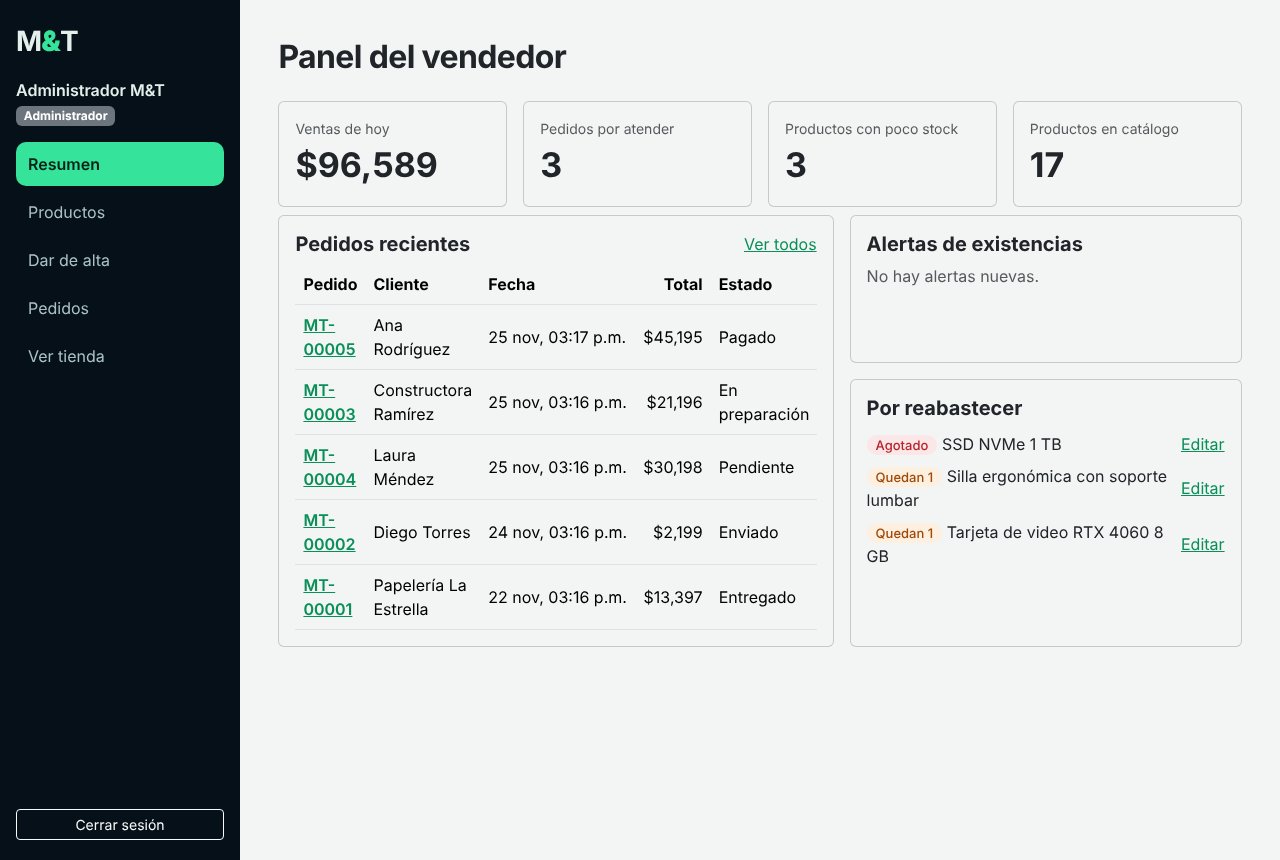 M&T
Administrador M&T
Administrador
Resumen
Productos
Dar de alta
Pedidos
Ver tienda
Cerrar sesión
Panel del vendedor
Ventas de hoy
$96,589
Pedidos por atender
3
Productos con poco stock
3
Productos en catálogo
17
Pedidos recientes Ver todos
Pedido Cliente Fecha Total Estado
MT-00005 Ana Rodríguez 25 nov, 03:17 p.m. $45,195 Pagado
MT-00003 Constructora Ramírez 25 nov, 03:16 p.m. $21,196 En preparación
MT-00004 Laura Méndez 25 nov, 03:16 p.m. $30,198 Pendiente
MT-00002 Diego Torres 24 nov, 03:16 p.m. $2,199 Enviado
MT-00001 Papelería La Estrella 22 nov, 03:16 p.m. $13,397 Entregado
Alertas de existencias
No hay alertas nuevas.
Por reabastecer
Agotado SSD NVMe 1 TB Editar
Quedan 1 Silla ergonómica con soporte lumbar Editar
Quedan 1 Tarjeta de video RTX 4060 8 GB Editar